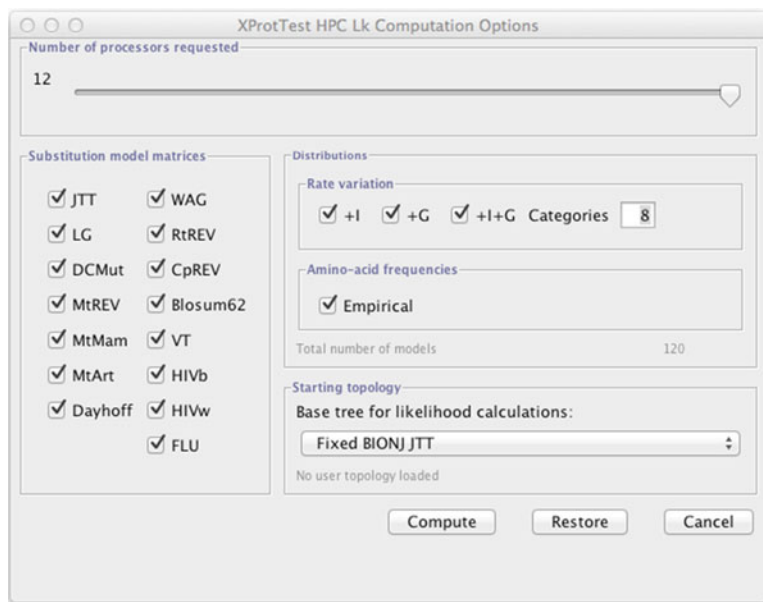 XProtTest HPC Lk Computation Options
Number of processors requested
12
Substitution model matrices
JTT WAG
LG RtREV
DCMut CpREV
MtREV Blosum62
MtMam VT
MtArt HIVb
Dayhoff HIVw
FLU
Distributions
Rate variation
+I +G +I+G Categories 8
Amino-acid frequencies
Empirical
Total number of models 120
Starting topology
Base tree for likelihood calculations:
Fixed BIONJ JTT
No user topology loaded
Compute Restore Cancel